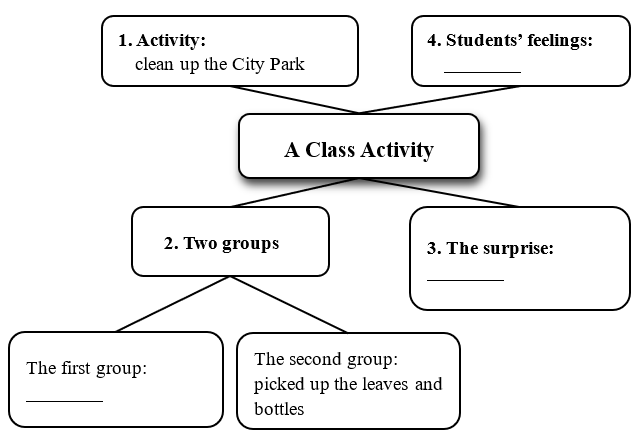 1. Activity:
clean up the City Park
4. Students’ feelings:
________
A Class Activity
2. Two groups
3. The surprise:
________
The first group:
________
The second group:
picked up the leaves and
bottles